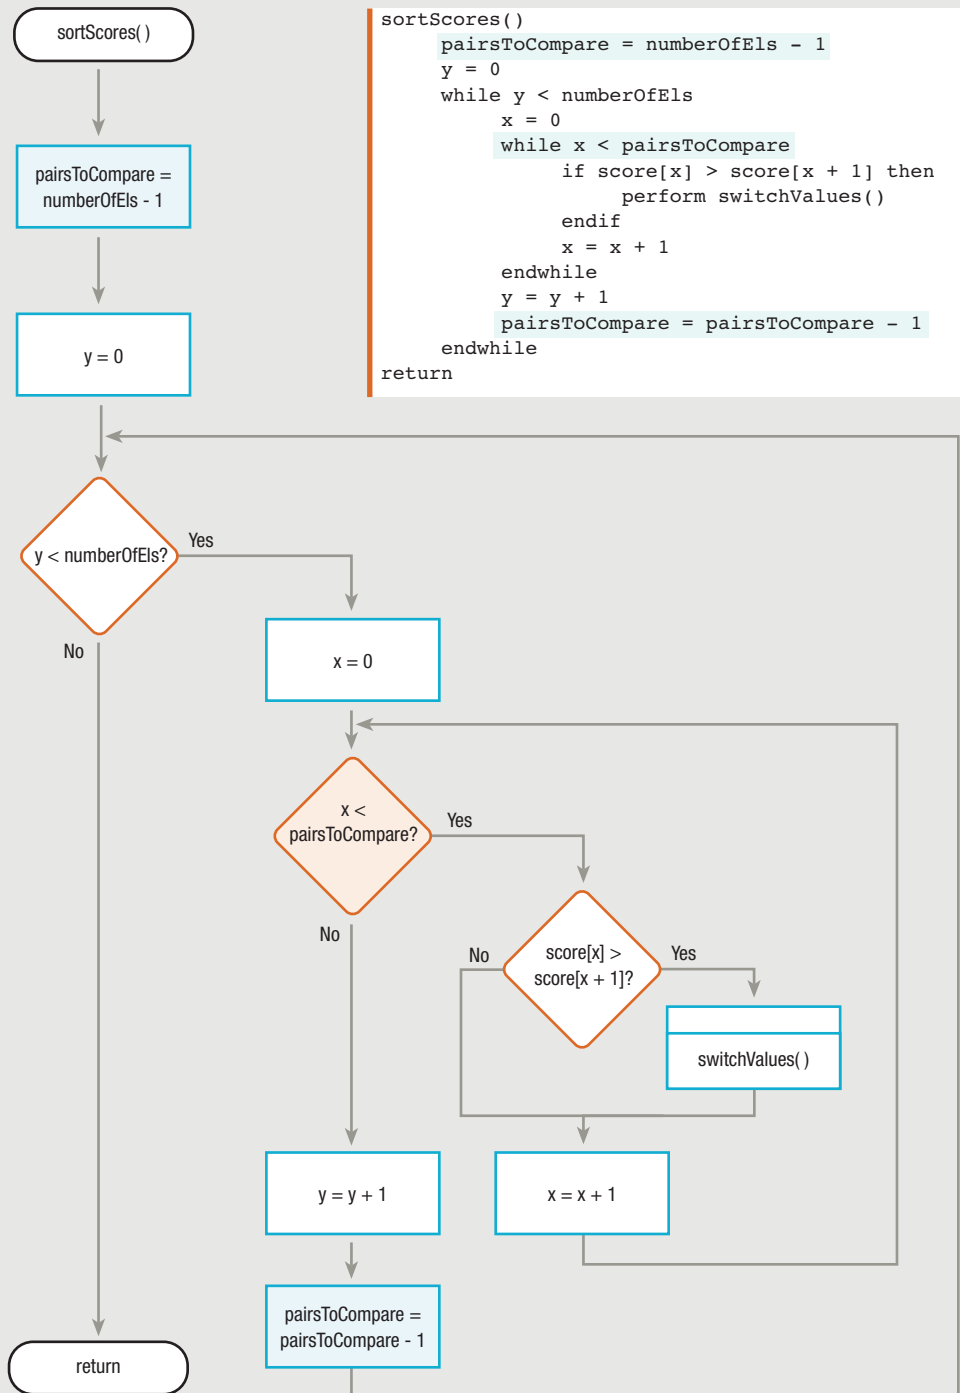 sortScores()
pairsToCompare = numberOfEls - 1
y = 0
while y < numberOfEls
x = 0
while x < pairsToCompare
if score[x] > score[x + 1] then
perform switchValues()
endif
x = x + 1
endwhile
y = y + 1
pairsToCompare = pairsToCompare - 1
endwhile
return
sortScores( )
pairsToCompare =
numberOfEls - 1
y = 0
y < numberOfEls?
Yes
No
x = 0
x <
pairsToCompare?
Yes
No
score[x] >
score[x + 1]?
No
Yes
switchValues( )
y = y + 1
x = x + 1
pairsToCompare =
pairsToCompare - 1
return